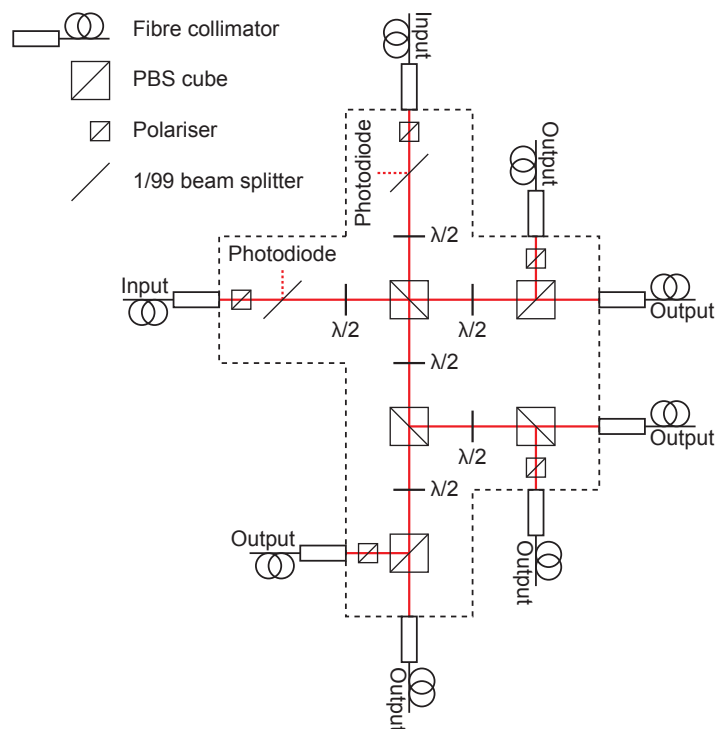 Fibre collimator
PBS cube
Polariser
1/99 beam splitter
Input
Output
Photodiode
λ/2
Photodiode
Input
λ/2
λ/2
Output
λ/2
Output
λ/2
λ/2
Output
Output
Output